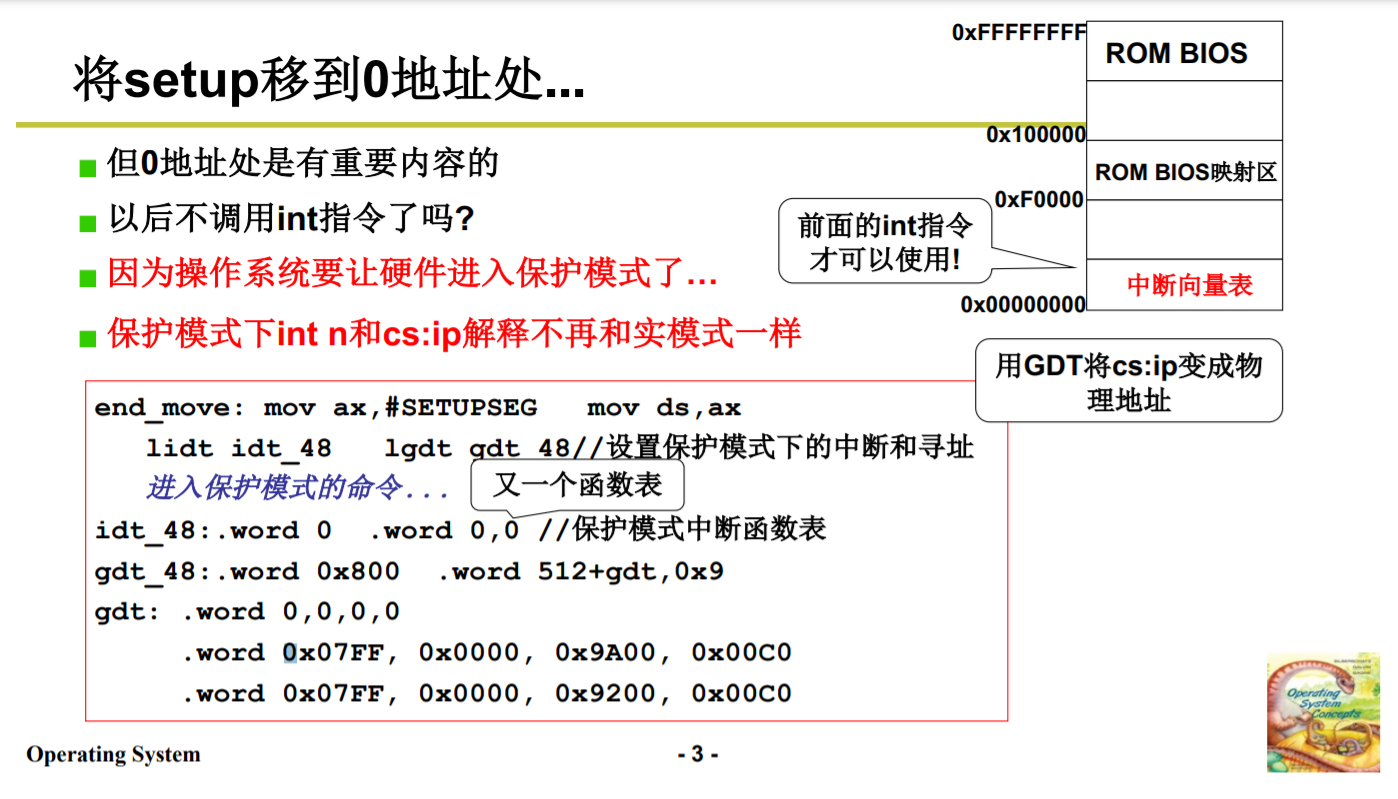 将setup移到0地址处...
但0地址处是有重要内容的
以后不调用int指令了吗?
因为操作系统要让硬件进入保护模式了...
保护模式下int n和cs:ip解释不再和实模式一样
0xFFFFFFFF
ROM BIOS
0x100000
ROM BIOS映射区
0xF0000
前面的int指令
才可以使用!
中断向量表
0x00000000
用GDT将cs:ip变成物
理地址
end_move: mov ax,#SETUPSEG mov ds,ax
lidt idt_48 lgdt gdt_48//设置保护模式下的中断和寻址
进入保护模式的命令...
又一个函数表
idt_48:.word 0 .word 0,0 //保护模式中断函数表
gdt_48:.word 0x800 .word 512+gdt,0x9
gdt: .word 0,0,0,0
.word 0x07FF, 0x0000, 0x9A00, 0x00C0
.word 0x07FF, 0x0000, 0x9200, 0x00C0
Operating
System
Concepts
Operating System
- 3 -